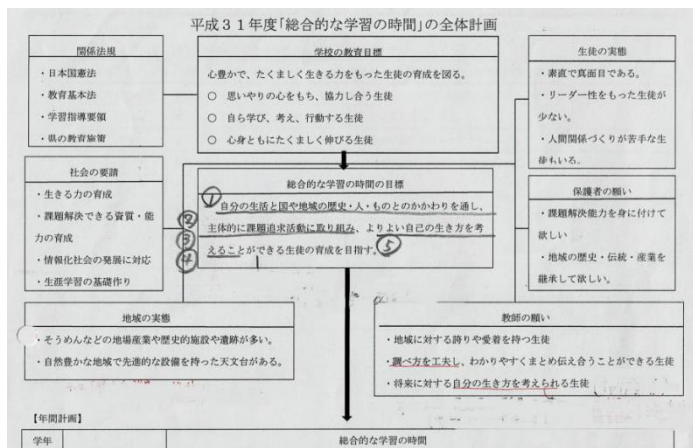 平成31年度「総合的な学習の時間」の全体計画
関係法規
・日本国憲法
・教育基本法
・学習指導要領
・県の教育施策
学校の教育目標
心豊かで、たくましく生きる力をもった生徒の育成を図る。
○ 思いやりの心をもち、協力し合う生徒
○ 自ら学び、考え、行動する生徒
○ 心身ともにたくましく伸びる生徒
生徒の実態
・素直で真面目である。
・リーダー性をもった生徒が
少ない。
・人間関係づくりが苦手な生
徒もいる。
社会の要請
・生きる力の育成
・課題解決できる資質・能
力の育成
・情報化社会の発展に対応
・生涯学習の基礎作り
総合的な学習の時間の目標
① 自分の生活と国や地域の歴史・人・ものとのかかわりを通し、
② 主体的に課題追求活動に取り組み、よりよい自己の生き方を考
③
④ えることができる生徒の育成を目指す。⑤
保護者の願い
・課題解決能力を身に付けて
欲しい
・地域の歴史・伝統・産業を
継承して欲しい。
地域の実態
・そうめんなどの地場産業や歴史的施設や遺跡が多い。
・自然豊かな地域で先進的な設備を持った天文台がある。
教師の願い
・地域に対する誇りや愛着を持つ生徒
・調べ方を工夫し、わかりやすくまとめ伝え合うことができる生徒
・将来に対する自分の生き方を考えられる生徒
【年間計画】
学年 総合的な学習の時間